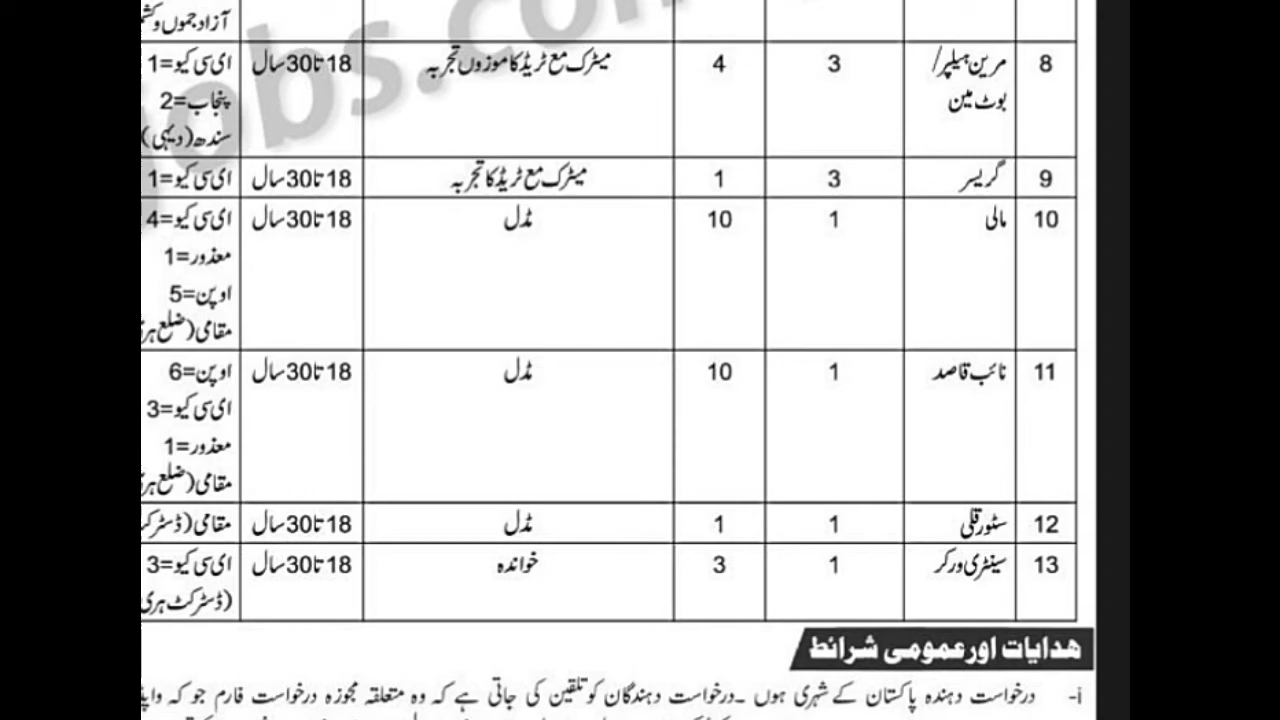 آزاد جموں و
8 مرین ہیلپر/ 3 4 میٹرک مع ٹریڈ کا موزوں تجربہ 18 تا 30 سال ای سی کیو=1
بوٹ مین پنجاب=2
سندھ (دیہی)
9 گریسر 3 1 میٹرک مع ٹریڈ کا تجربہ 18 تا 30 سال ای سی کیو=1
10 مالی 1 10 مڈل 18 تا 30 سال ای سی کیو=4
معذور=1
اوپن=5
مقامی (ضلع
11 نائب قاصد 1 10 مڈل 18 تا 30 سال اوپن=6
ای سی کیو=3
معذور=1
مقامی (ضلع
12 سٹور قلی 1 1 مڈل 18 تا 30 سال مقامی
13 سینٹری ورکر 1 3 خواندہ 18 تا 30 سال ای سی کیو=3
(ڈسٹرکٹ
ھدایات اور عمومی شرائط
i- درخواست دہندہ پاکستان کے شہری ہوں ۔درخواست دہندگان کو تلقین کی جاتی ہے کہ وہ متعلقہ مجوزہ درخواست فارم جو کہ